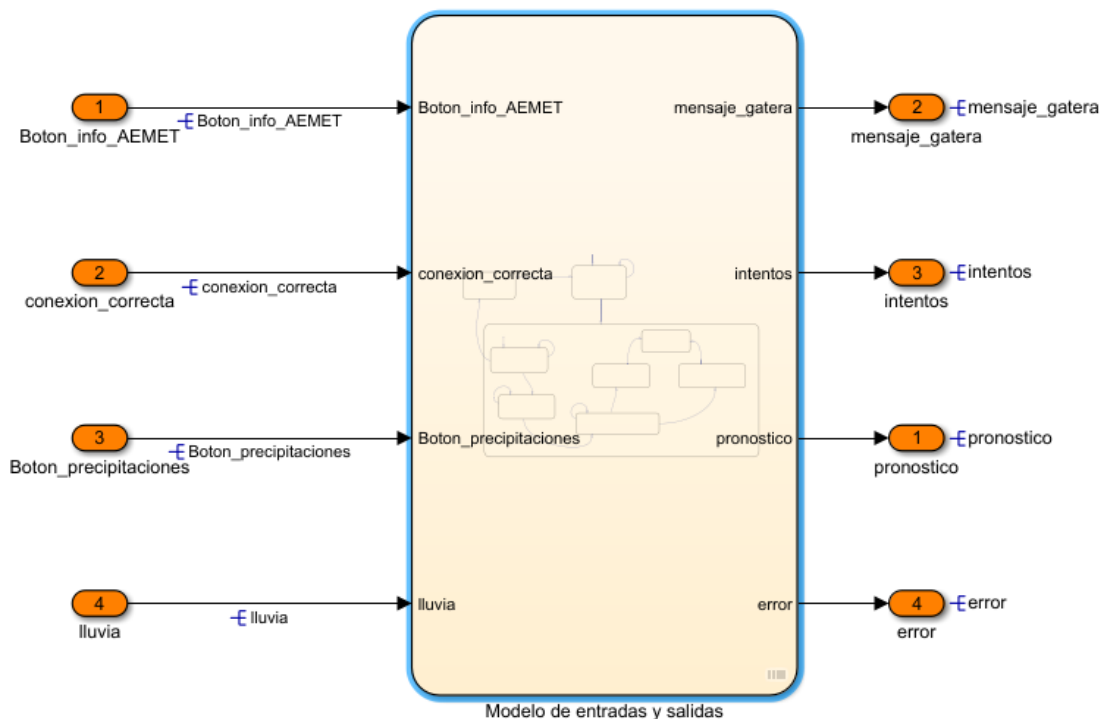 1
Boton_info_AEMET
Boton_info_AEMET
Boton_info_AEMET
mensaje_gatera
2
mensaje_gatera
mensaje_gatera
2
conexion_correcta
conexion_correcta
conexion_correcta
intentos
3
intentos
intentos
3
Boton_precipitaciones
Boton_precipitaciones
Boton_precipitaciones
pronostico
1
pronostico
pronostico
4
lluvia
lluvia
lluvia
error
4
error
error
Modelo de entradas y salidas